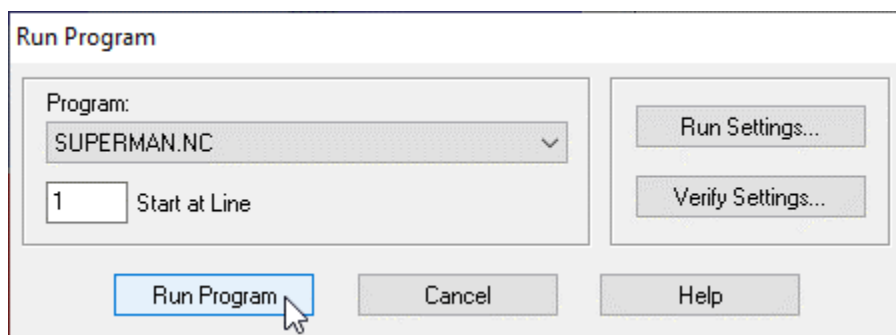 Run Program
Program:
SUPERMAN.NC
1 Start at Line
Run Settings...
Verify Settings...
Run Program Cancel Help